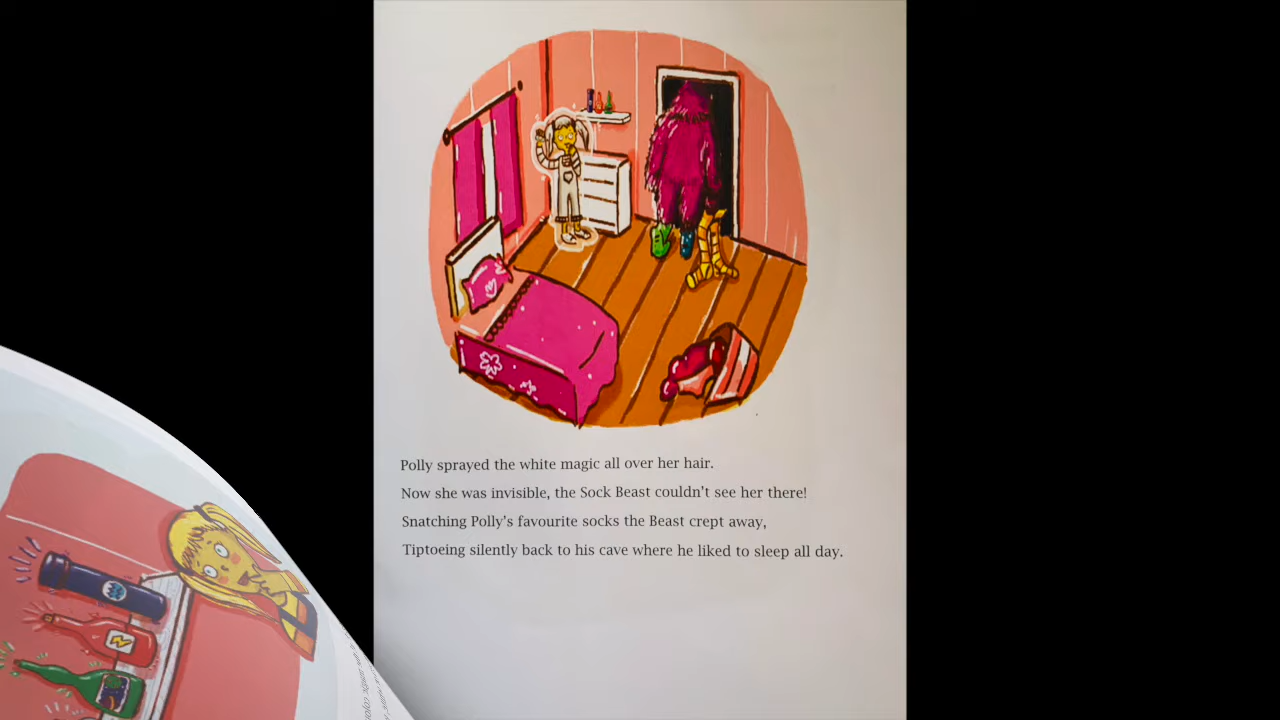 Polly sprayed the white magic all over her hair.
Now she was invisible, the Sock Beast couldn't see her there!
Snatching Polly's favourite socks the Beast crept away,
Tiptoeing silently back to his cave where he liked to sleep all day.